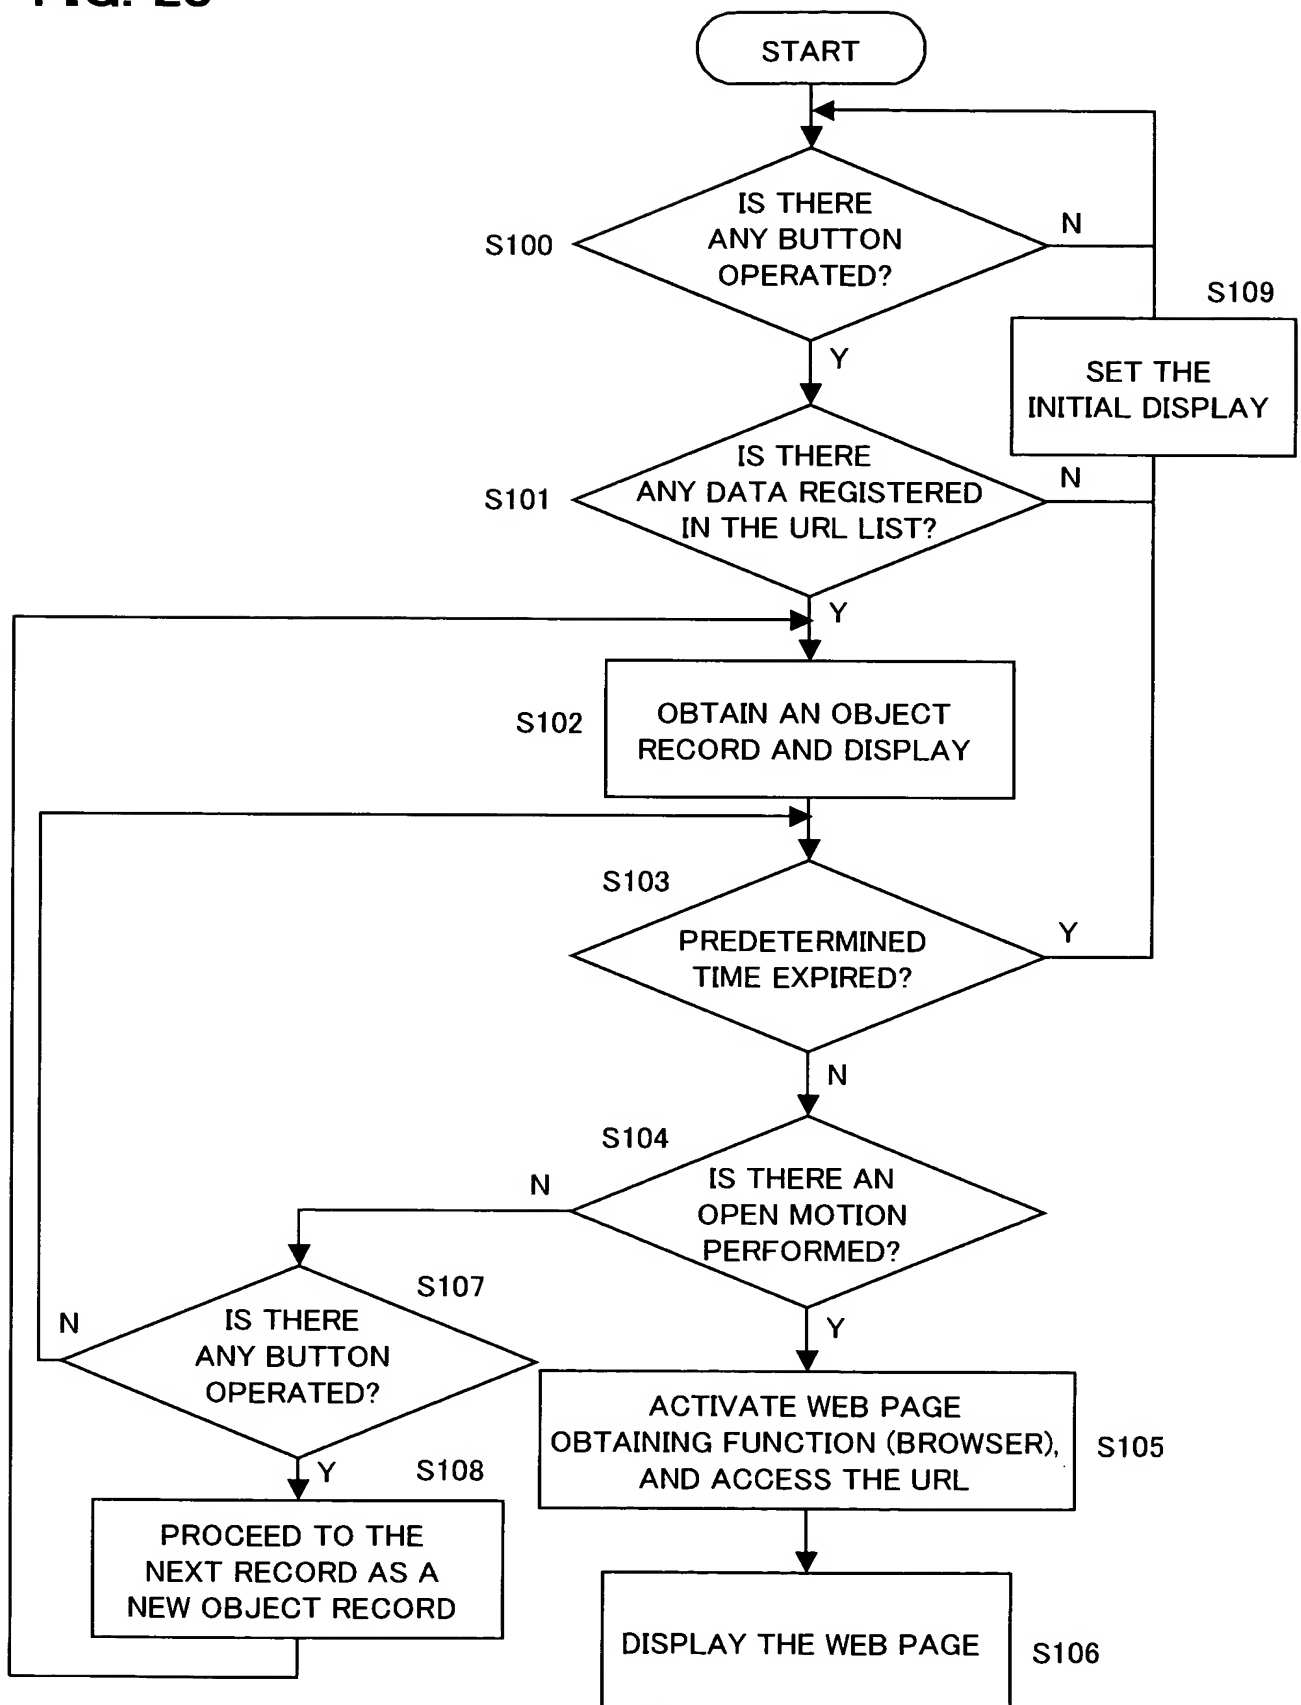 START
IS THERE
ANY BUTTON
OPERATED?
S100
N
Y
S109
SET THE
INITIAL DISPLAY
IS THERE
ANY DATA REGISTERED
IN THE URL LIST?
S101
N
Y
S102
OBTAIN AN OBJECT
RECORD AND DISPLAY
S103
PREDETERMINED
TIME EXPIRED?
Y
N
S104
IS THERE AN
OPEN MOTION
PERFORMED?
N
Y
S107
IS THERE
ANY BUTTON
OPERATED?
N
Y
S108
PROCEED TO THE
NEXT RECORD AS A
NEW OBJECT RECORD
ACTIVATE WEB PAGE
OBTAINING FUNCTION (BROWSER),
AND ACCESS THE URL
S105
DISPLAY THE WEB PAGE
S106